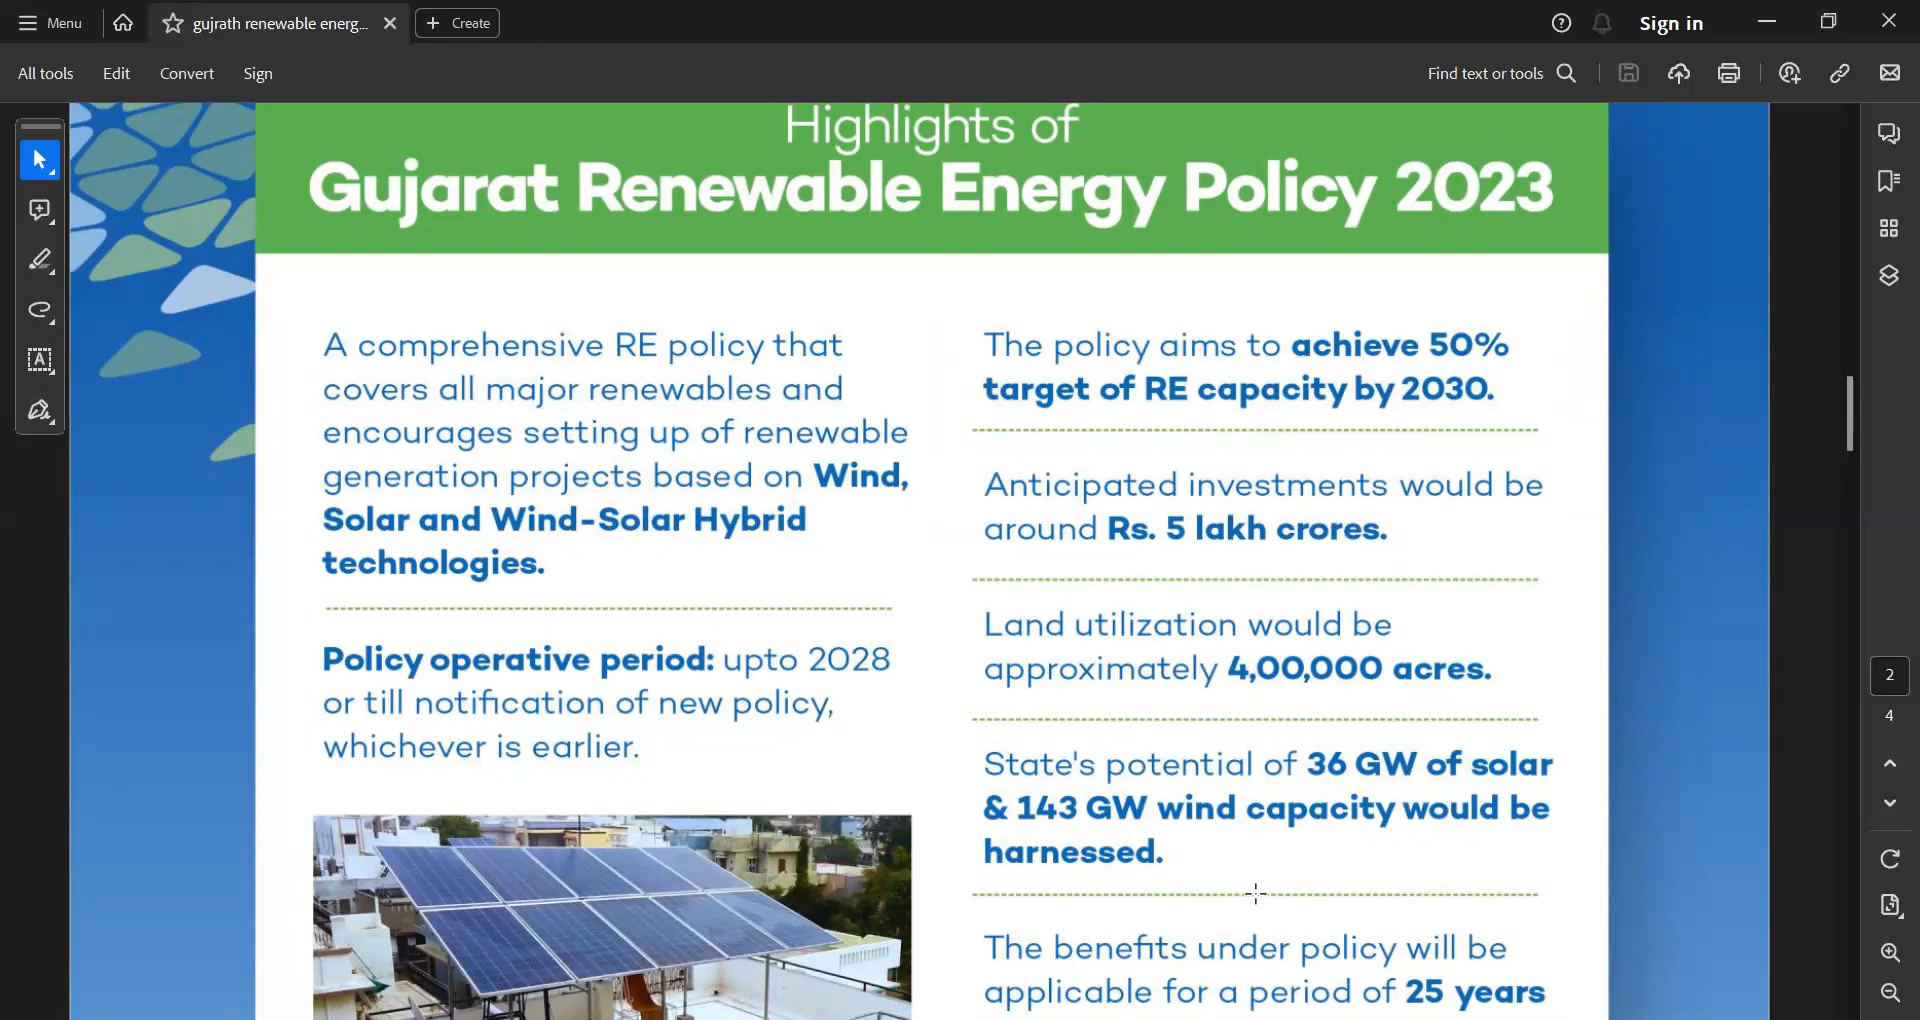 Menu
gujrath renewable energ...
Create
Sign in
All tools
Edit
Convert
Sign
Find text or tools
Highlights of
Gujarat Renewable Energy Policy 2023
A comprehensive RE policy that
covers all major renewables and
encourages setting up of renewable
generation projects based on Wind,
Solar and Wind-Solar Hybrid
technologies.
Policy operative period: upto 2028
or till notification of new policy,
whichever is earlier.
The policy aims to achieve 50%
target of RE capacity by 2030.
Anticipated investments would be
around Rs. 5 lakh crores.
Land utilization would be
approximately 4,00,000 acres.
State's potential of 36 GW of solar
& 143 GW wind capacity would be
harnessed.
The benefits under policy will be
applicable for a period of 25 years
2
4